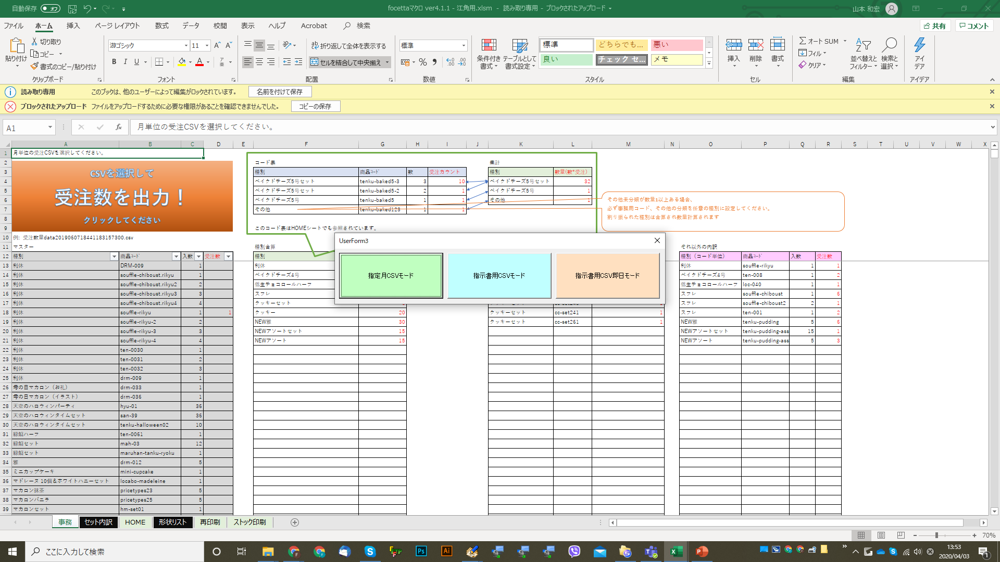 自動保存 オフ
focettaマクロ ver4.1.1 - 江角用.xlsm - 読み取り専用 - ブロックされたアップロード
山本 和宏
ファイル ホーム 挿入 ページ レイアウト 数式 データ 校閲 表示 ヘルプ Acrobat 検索
共有 コメント
貼り付け 切り取り コピー 書式のコピー/貼り付け クリップボード
游ゴシック 11 B I U フォント
折り返して全体を表示する セルを結合して中央揃え 配置
標準 % 数値
条件付き書式 テーブルとして書式設定
標準 どちらでも... 悪い
良い チェック セ... メモ
スタイル
挿入 削除 書式 セル
オート SUM フィル クリア 並べ替えと フィルター 検索と 選択 編集
アイデア アイデア
読み取り専用 このブックは、他のユーザーによって編集がロックされています。 名前を付けて保存
ブロックされたアップロード ファイルをアップロードするために必要な権限があることを確認できませんでした。 コピーの保存
A1 fx 月単位の受注CSVを選択してください。
A B C D E F G H I J K L M N O P Q R S T U V W X
1 月単位の受注CSVを選択してください。
CSVを選択して
受注数を出力！
クリックしてください
コード表
種別 商品ｺｰﾄﾞ 数 受注カウント
ベイクドチーズ5号セット tenku-baked5-3 3 10
ベイクドチーズ5号セット tenku-baked5-2 2 1
ベイクドチーズ5号 tenku-baked5 1 1
その他 tenku-baked123 1 1
このコード表はHOMEシートでも参照されています。
集計
種別 数量(数*受注)
ベイクドチーズ5号セット 32
ベイクドチーズ5号 1
その他 1
その他未分類が数量1以上ある場合、
必ず事務用コード、その他の分類を任意の種別に設定してください。
割り振られた種別は合算され数量計算されます
10 例: 受注数量data20190607184411831573​00.csv
11 マスター
12 種別 商品ｺｰﾄﾞ 入数 受注数
13 利休 DRM-009 1
14 利休 souffle-chiboust.rikyu 1
15 利休 souffle-chiboust.rikyu2 2
16 利休 souffle-chiboust.rikyu3 3
17 利休 souffle-chiboust.rikyu4 4
18 利休 souffle-rikyu 1 1
19 利休 souffle-rikyu-2 2
20 利休 souffle-rikyu-3 3
21 利休 souffle-rikyu-4 4
22 利休 ten-0030 1
23 利休 ten-0031 2
24 利休 ten-0032 3
25 利休 drm-009 1
26 母の日マカロン（お礼） drm-033 1
27 母の日マカロン（イラスト） drm-036 1
28 天空のハロウィンパーティ hyu-01 36
29 天空のハロウィンタイムセット san-39 36
30 天空のハロウィンタイムセット tenku-halloween02 10
31 緑韻ハーフ ten-0061 1
32 緑韻セット mah-03 12
33 緑韻セット maruhan-tanku-ryoku 1
34 雅 drm-012 5
35 ミニカップケーキ mini-cupcake 1
36 マドレーヌ 10個＆ホワイトハニーセット locabo-madeleine 1
37 マカロン抹茶 pricetypes23 5
38 マカロンバニラ pricetypes25 5
39 マカロンセット hm-set01 1
種別合算
種別
利休
ベイクドチーズ4号
低生チョコロールハーフ
スフレ
クッキーセット
クッキー 20
NEW雅 30
NEWアソートセット 15
NEWアソート 15
UserForm3
指定月CSVモード 指示書用CSVモード 指示書用CSV即日モード
クッキーセット cc-set241 1
クッキーセット cc-set261 1
それ以外の内訳
種別（コード単位） 商品ｺｰﾄﾞ 入数 受注数
利休 souffle-rikyu 1 1
ベイクドチーズ4号 ten-008 1 2
低生チョコロールハーフ loc-040 1 1
スフレ souffle-chiboust 1 6
スフレ souffle-chiboust2 2 1
スフレ ten-001 1 2
NEW雅 tenku-pudding 5 6
NEWアソートセット tenku-pudding-ass 15 1
NEWアソート tenku-pudding-ass 5 3
事務 セット内訳 HOME 形状リスト 再印刷 ストック印刷
70%
ここに入力して検索
13:53
2020/04/03